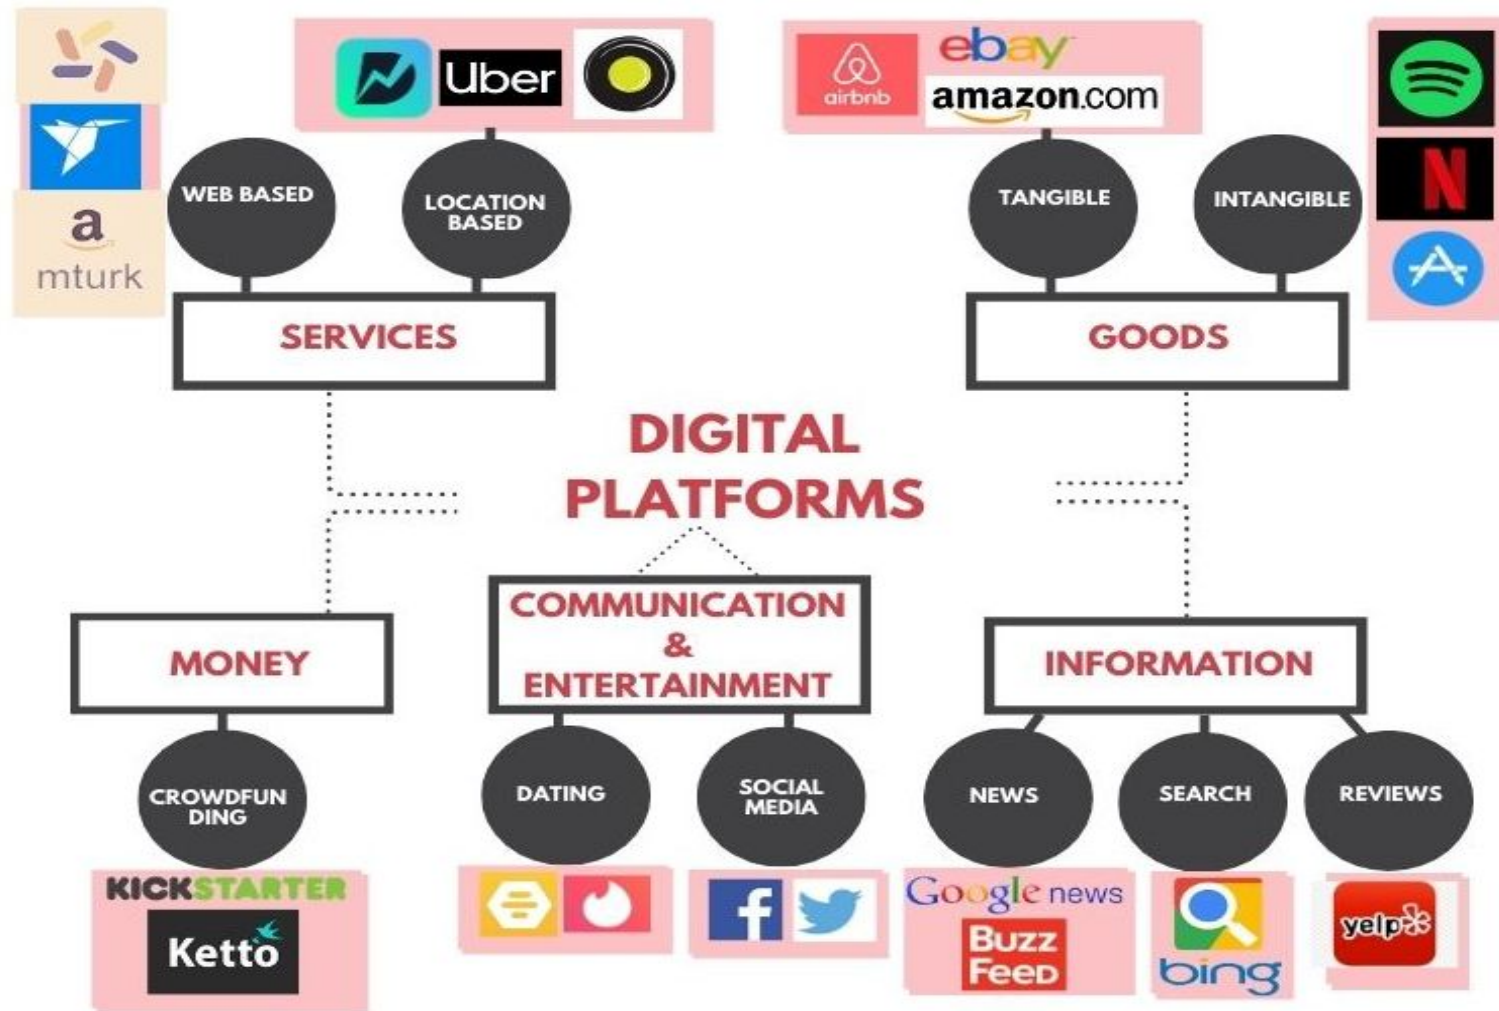 Uber
airbnb
ebay
amazon.com
a
mturk
WEB BASED
LOCATION
BASED
TANGIBLE
INTANGIBLE
N
SERVICES
GOODS
DIGITAL
PLATFORMS
MONEY
COMMUNICATION
&
ENTERTAINMENT
INFORMATION
CROWDFUN
DING
DATING
SOCIAL
MEDIA
NEWS
SEARCH
REVIEWS
KICKSTARTER
Ketto
f
Google news
Buzz
FeeD
bing
yelp